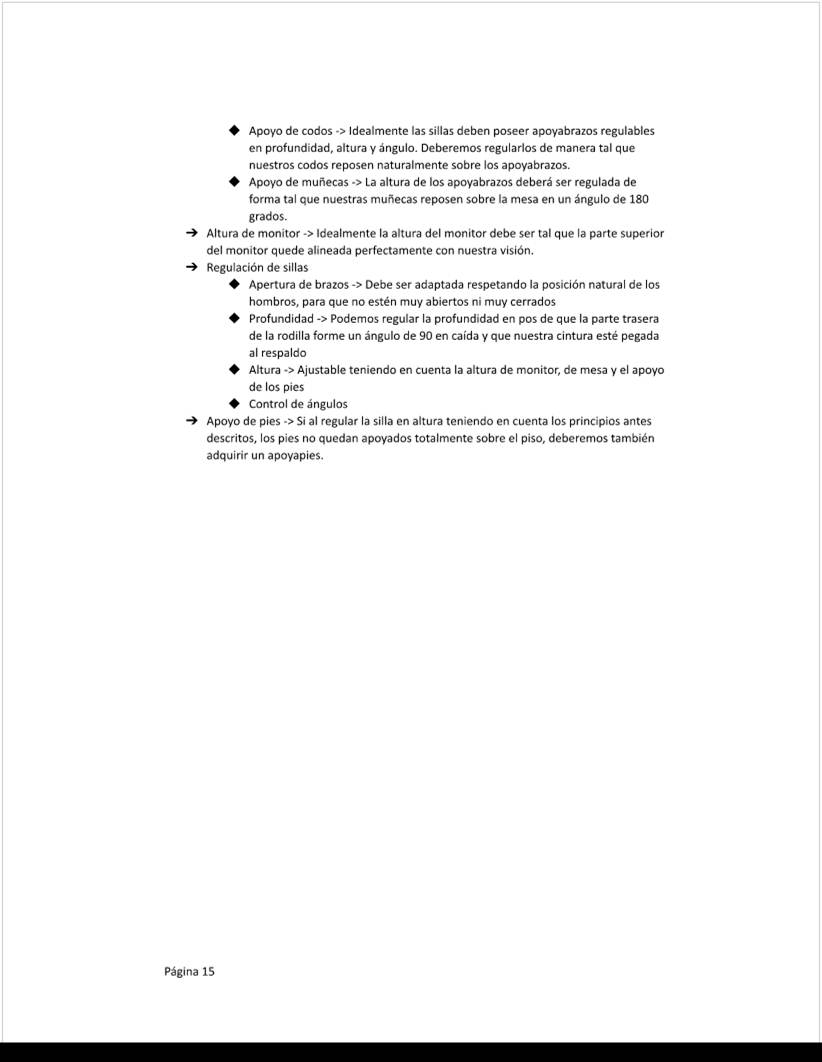 ◆ Apoyo de codos -> Idealmente las sillas deben poseer apoyabrazos regulables
en profundidad, altura y ángulo. Deberemos regularlos de manera tal que
nuestros codos reposen naturalmente sobre los apoyabrazos.
◆ Apoyo de muñecas -> La altura de los apoyabrazos deberá ser regulada de
forma tal que nuestras muñecas reposen sobre la mesa en un ángulo de 180
grados.
➔ Altura de monitor -> Idealmente la altura del monitor debe ser tal que la parte superior
del monitor quede alineada perfectamente con nuestra visión.
➔ Regulación de sillas
◆ Apertura de brazos -> Debe ser adaptada respetando la posición natural de los
hombros, para que no estén muy abiertos ni muy cerrados
◆ Profundidad -> Podemos regular la profundidad en pos de que la parte trasera
de la rodilla forme un ángulo de 90 en caída y que nuestra cintura esté pegada
al respaldo
◆ Altura -> Ajustable teniendo en cuenta la altura de monitor, de mesa y el apoyo
de los pies
◆ Control de ángulos
➔ Apoyo de pies -> Si al regular la silla en altura teniendo en cuenta los principios antes
descritos, los pies no quedan apoyados totalmente sobre el piso, deberemos también
adquirir un apoyapies.
Página 15